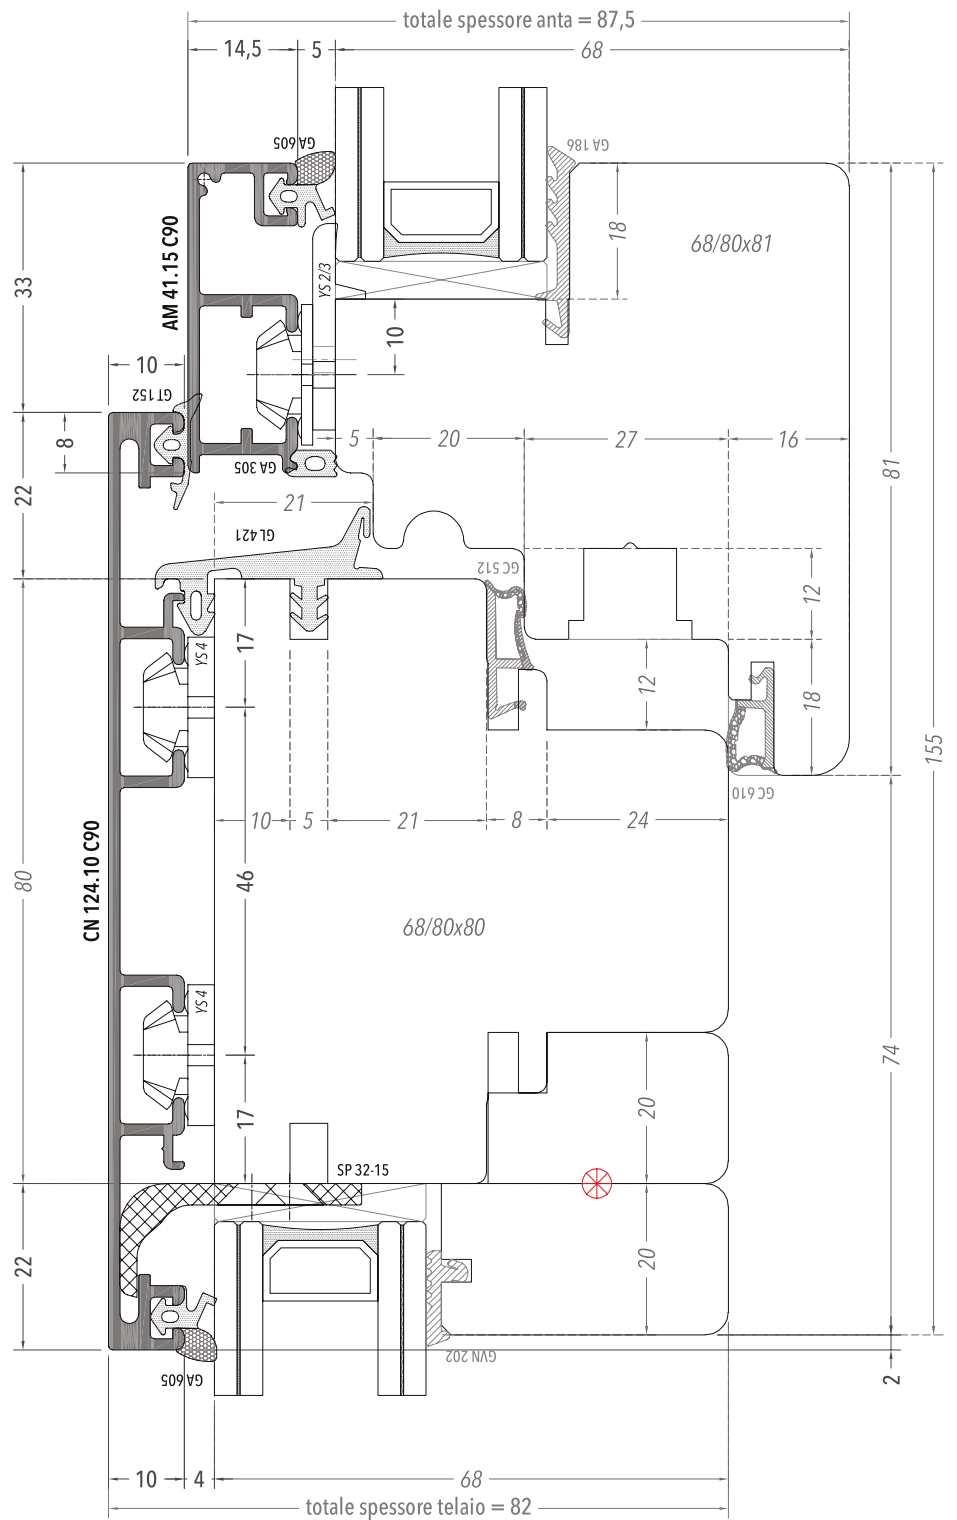 totale spessore anta = 87,5
14,5
5
68
GA 605
GA 186
18
68/80x81
AM 41.15 C90
YS 2/3
33
10
10
GT 152
8
22
GA 305
5
20
27
16
81
21
GL 421
GC 512
12
17
YS 4
12
18
155
GC 610
10
5
21
8
24
80
CN 124.10 C90
46
68/80x80
YS 4
74
17
20
SP 32-15
22
20
GVN 202
GA 605
2
10
4
68
totale spessore telaio = 82